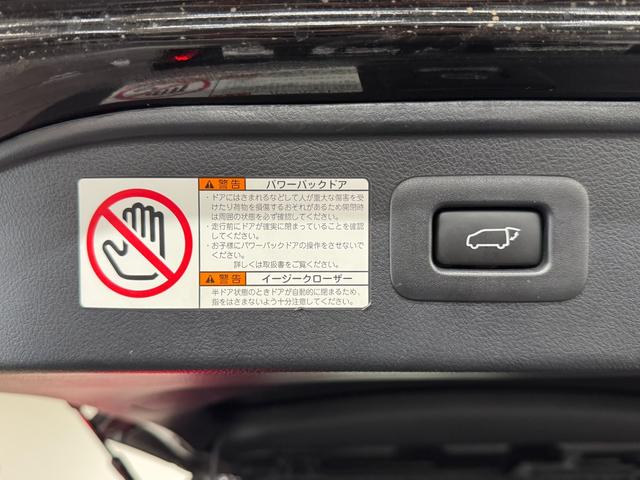 警告 パワーバックドア
・ドアにはさまれるなどして人が重大な傷害を受
けたり荷物を損傷するおそれがあるため開閉時
は周囲の状態を必ず確認してください。
・走行前にドアが確実に閉まっていることを確認
してください。
・お子様にパワーバックドアの操作をさせないで
ください。
詳しくは取扱書をご覧ください。
警告 イージークローザー
半ドア状態のときドアが自動的に閉まるため、
指をはさまないよう十分注意してください。